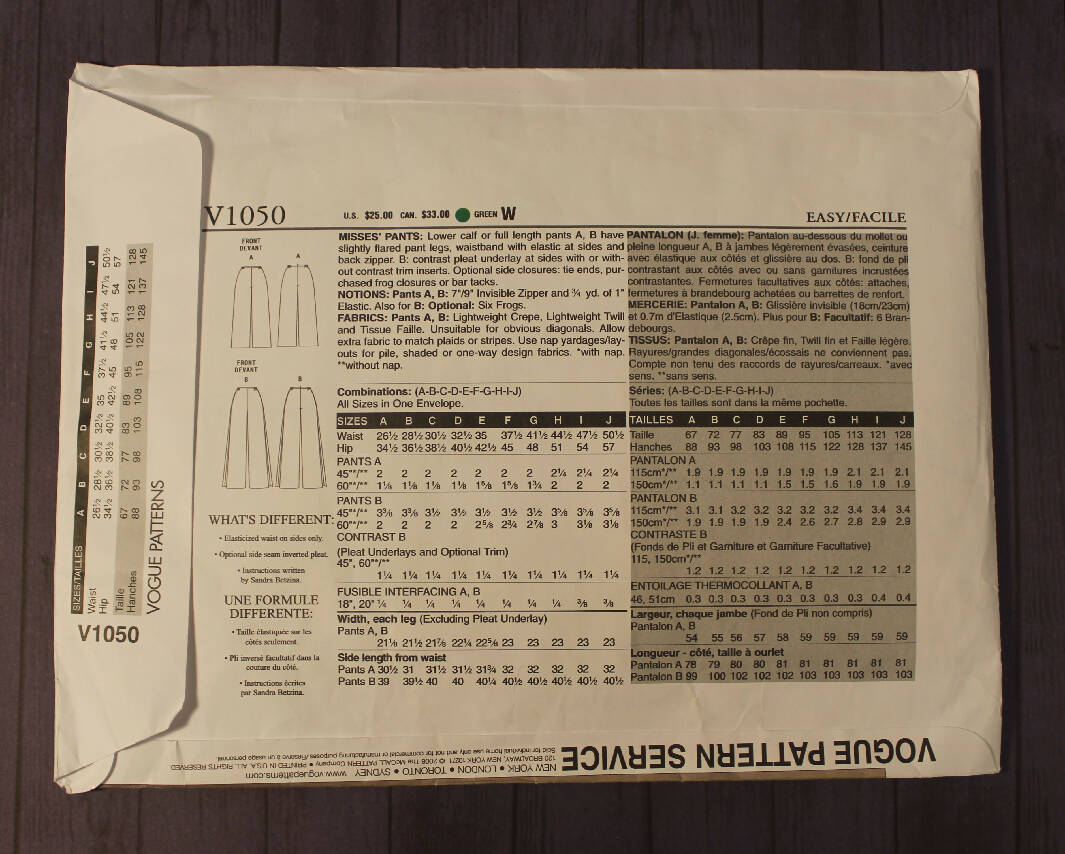 V1050
U.S. $25.00 CAN. $33.00 GREEN W
EASY/FACILE
FRONT
DEVANT
A
A
FRONT
DEVANT
B
B
WHAT'S DIFFERENT:
• Elasticized waist on sides only.
• Optional side seam inverted pleat.
• Instructions written
by Sandra Betzina.
UNE FORMULE
DIFFERENTE:
• Taille élastiquée sur les
côtés seulement.
• Pli inversé facultatif dans la
couture du côté.
• Instructions écrites
par Sandra Betzina.
MISSES' PANTS: Lower calf or full length pants A, B have
slightly flared pant legs, waistband with elastic at sides and
back zipper. B: contrast pleat underlay at sides with or with-
out contrast trim inserts. Optional side closures: tie ends, pur-
chased frog closures or bar tacks.
NOTIONS: Pants A, B: 7"/9" Invisible Zipper and ¾ yd. of 1"
Elastic. Also for B: Optional: Six Frogs.
FABRICS: Pants A, B: Lightweight Crepe, Lightweight Twill
and Tissue Faille. Unsuitable for obvious diagonals. Allow
extra fabric to match plaids or stripes. Use nap yardages/lay-
outs for pile, shaded or one-way design fabrics. *with nap.
**without nap.
Combinations: (A-B-C-D-E-F-G-H-I-J)
All Sizes in One Envelope.
SIZES A B C D E F G H I J
Waist 26½ 28½ 30½ 32½ 35 37½ 41½ 44½ 47½ 50½
Hip 34½ 36½ 38½ 40½ 42½ 45 48 51 54 57
PANTS A
45"*/** 2 2 2 2 2 2 2 2¼ 2¼ 2¼
60"*/** 1⅛ 1⅛ 1⅛ 1⅛ 1⅝ 1⅝ 1¾ 2 2 2
PANTS B
45"*/** 3⅜ 3⅜ 3½ 3½ 3½ 3½ 3½ 3⅝ 3⅝ 3⅝
60"*/** 2 2 2 2 2⅝ 2¾ 2⅞ 3 3⅛ 3⅛
CONTRAST B
(Pleat Underlays and Optional Trim)
45", 60"*/**
1¼ 1¼ 1¼ 1¼ 1¼ 1¼ 1¼ 1¼ 1¼ 1¼
FUSIBLE INTERFACING A, B
18", 20" ¼ ¼ ¼ ¼ ¼ ¼ ¼ ¼ ⅜ ⅜
Width, each leg (Excluding Pleat Underlay)
Pants A, B
21⅛ 21½ 21⅞ 22¼ 22⅝ 23 23 23 23 23
Side length from waist
Pants A 30½ 31 31½ 31½ 31¾ 32 32 32 32 32
Pants B 39 39½ 40 40 40¼ 40½ 40½ 40½ 40½ 40½
PANTALON (J. femme): Pantalon au-dessous du mollet ou
pleine longueur A, B à jambes légèrement évasées, ceinture
avec élastique aux côtés et glissière au dos. B: fond de pli
contrastant aux côtés avec ou sans garnitures incrustées
contrastantes. Fermetures facultatives aux côtés: attaches,
fermetures à brandebourg achetées ou barrettes de renfort.
MERCERIE: Pantalon A, B: Glissière invisible (18cm/23cm)
et 0.7m d'Elastique (2.5cm). Plus pour B: Facultatif: 6 Bran-
debourgs.
TISSUS: Pantalon A, B: Crêpe fin, Twill fin et Faille légère.
Rayures/grandes diagonales/écossais ne conviennent pas.
Compte non tenu des raccords de rayures/carreaux. *avec
sens. **sans sens.
Séries: (A-B-C-D-E-F-G-H-I-J)
Toutes les tailles sont dans la même pochette.
TAILLES A B C D E F G H I J
Taille 67 72 77 83 89 95 105 113 121 128
Hanches 88 93 98 103 108 115 122 128 137 145
PANTALON A
115cm*/** 1.9 1.9 1.9 1.9 1.9 1.9 1.9 2.1 2.1 2.1
150cm*/** 1.1 1.1 1.1 1.1 1.5 1.5 1.6 1.9 1.9 1.9
PANTALON B
115cm*/** 3.1 3.1 3.2 3.2 3.2 3.2 3.2 3.4 3.4 3.4
150cm*/** 1.9 1.9 1.9 1.9 2.4 2.6 2.7 2.8 2.9 2.9
CONTRASTE B
(Fonds de Pli et Garniture et Garniture Facultative)
115, 150cm*/**
1.2 1.2 1.2 1.2 1.2 1.2 1.2 1.2 1.2 1.2
ENTOILAGE THERMOCOLLANT A, B
46, 51cm 0.3 0.3 0.3 0.3 0.3 0.3 0.3 0.3 0.4 0.4
Largeur, chaque jambe (Fond de Pli non compris)
Pantalon A, B
54 55 56 57 58 59 59 59 59 59
Longueur - côté, taille à ourlet
Pantalon A 78 79 80 80 81 81 81 81 81 81
Pantalon B 99 100 102 102 102 103 103 103 103 103
SIZES/TAILLES A B C D E F G H I J
Waist 26½ 28½ 30½ 32½ 35 37½ 41½ 44½ 47½ 50½
Hip 34½ 36½ 38½ 40½ 42½ 45 48 51 54 57
Taille 67 72 77 83 89 95 105 113 121 128
Hanches 88 93 98 103 108 115 122 128 137 145
VOGUE PATTERNS
V1050
VOGUE PATTERN SERVICE
NEW YORK • LONDON • TORONTO • SYDNEY www.voguepatterns.com
120 BROADWAY, NEW YORK 10271 © 2008 The McCALL PATTERN Company • PRINTED IN U.S.A. ALL RIGHTS RESERVED
Sold for individual home use only and not for commercial or manufacturing purposes/Réservé à un usage personnel